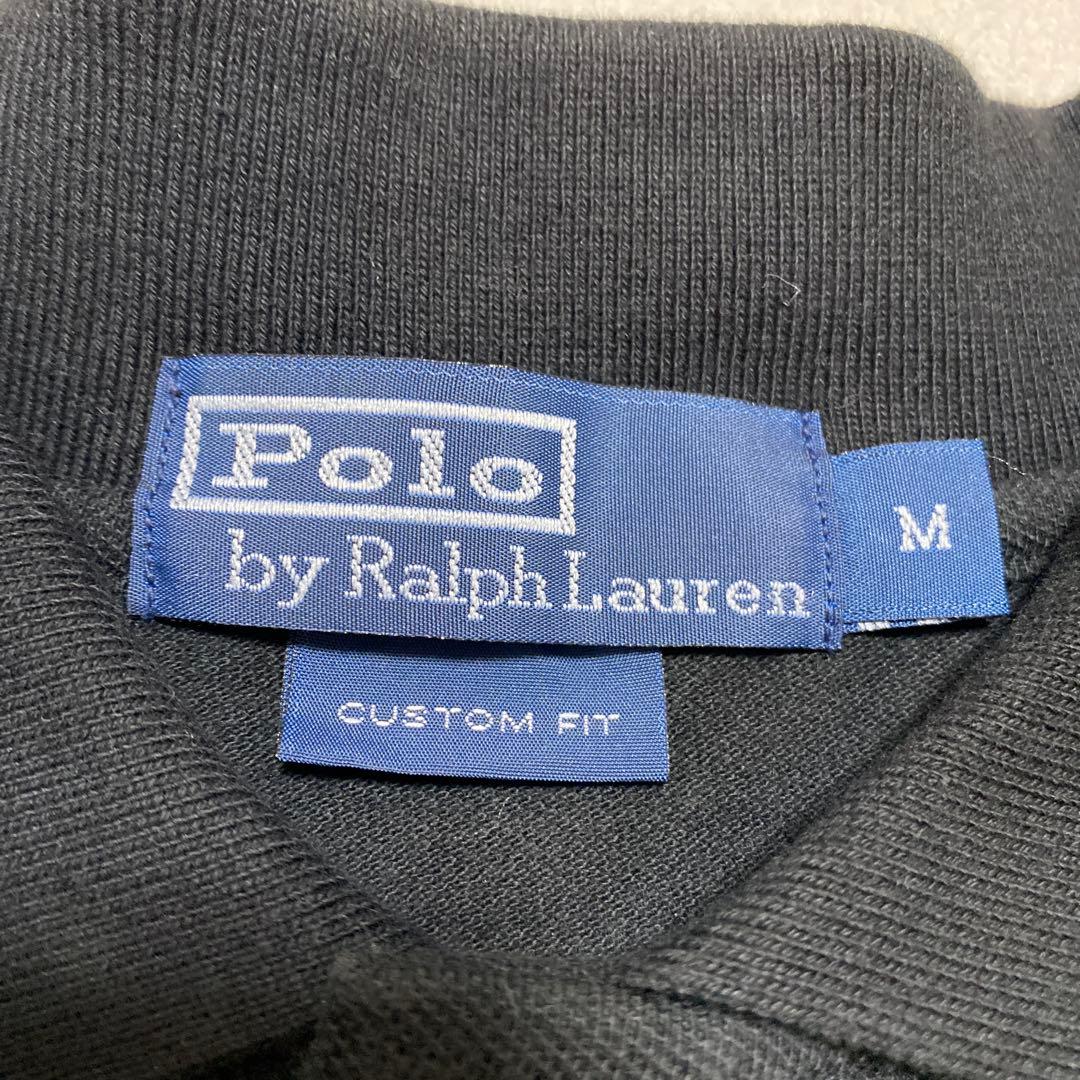 Polo
by Ralph Lauren
M
CUSTOM FIT